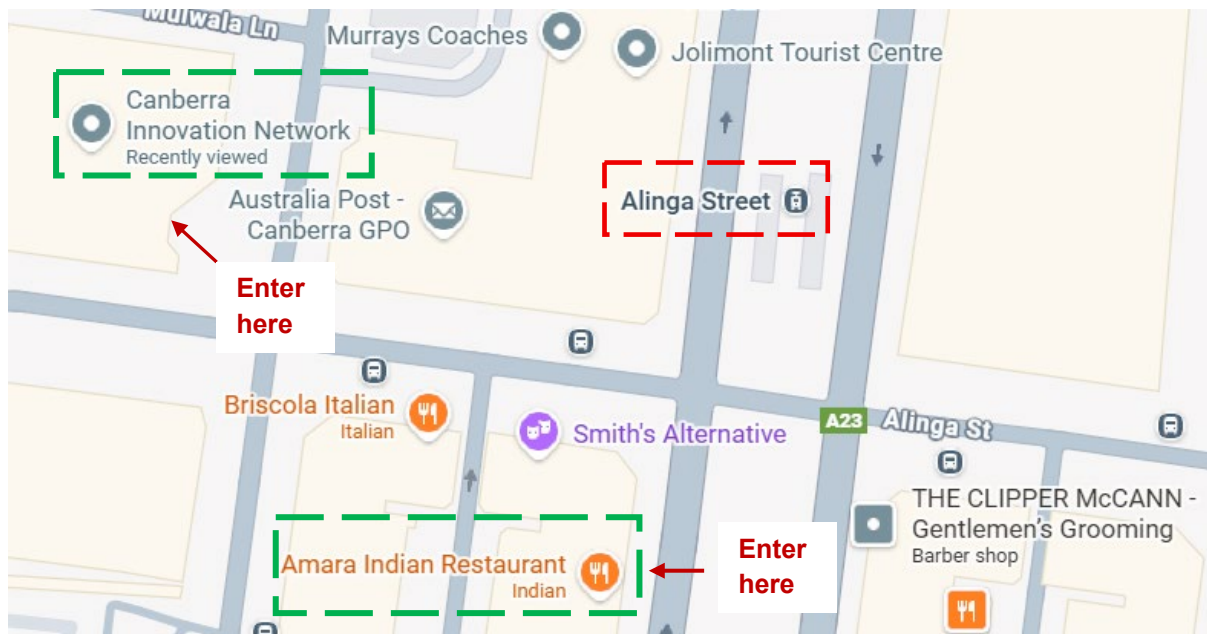 Mulwala Ln
Murrays Coaches
Jolimont Tourist Centre
Canberra
Innovation Network
Recently viewed
Australia Post -
Canberra GPO
Alinga Street
Enter
here
Briscola Italian
Italian
Smith's Alternative
A23
Alinga St
THE CLIPPER McCANN -
Gentlemen's Grooming
Barber shop
Amara Indian Restaurant
Indian
Enter
here